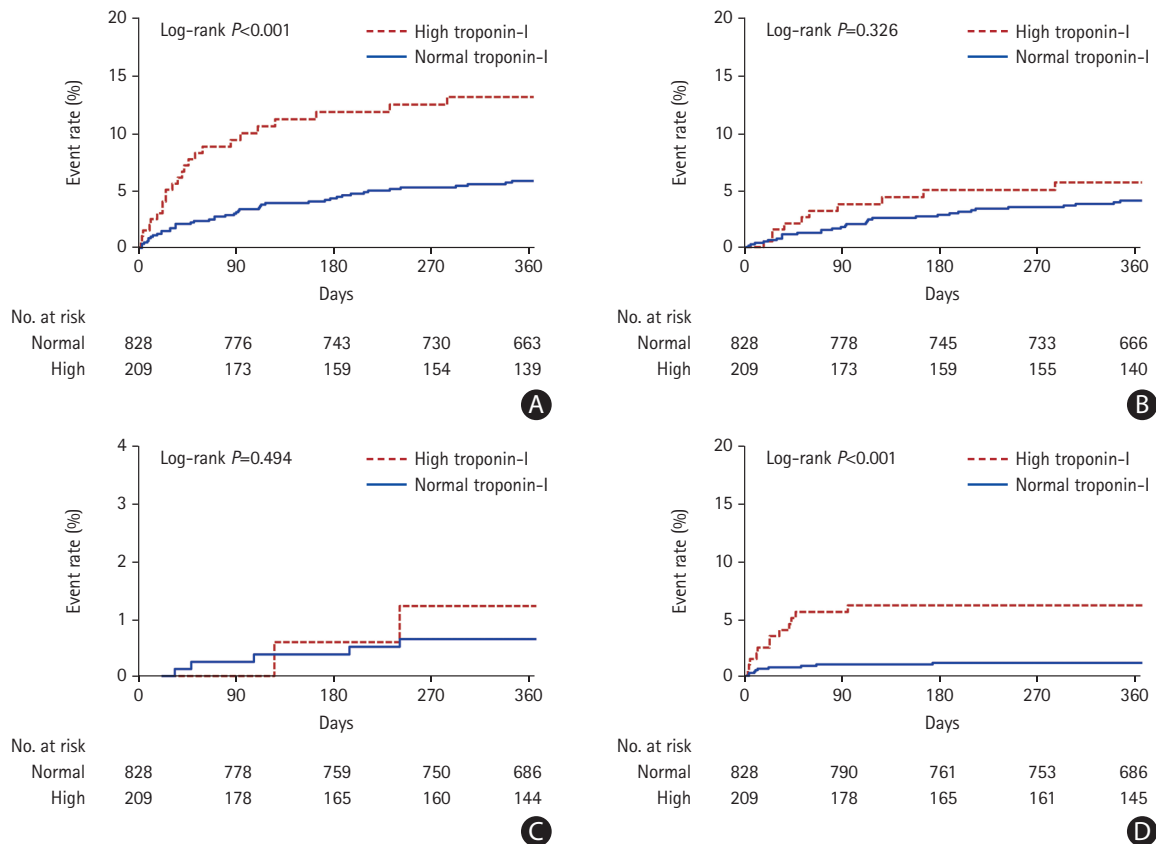 20
15
10
5
0
Event rate (%)
Log-rank P<0.001
High troponin-I
Normal troponin-I
0 90 180 270 360
Days
No. at risk
Normal 828 776 743 730 663
High 209 173 159 154 139
A
20
15
10
5
0
Event rate (%)
Log-rank P=0.326
High troponin-I
Normal troponin-I
0 90 180 270 360
Days
No. at risk
Normal 828 778 745 733 666
High 209 173 159 155 140
B
4
3
2
1
0
Event rate (%)
Log-rank P=0.494
High troponin-I
Normal troponin-I
0 90 180 270 360
Days
No. at risk
Normal 828 778 759 750 686
High 209 178 165 160 144
C
20
15
10
5
0
Event rate (%)
Log-rank P<0.001
High troponin-I
Normal troponin-I
0 90 180 270 360
Days
No. at risk
Normal 828 790 761 753 686
High 209 178 165 161 145
D